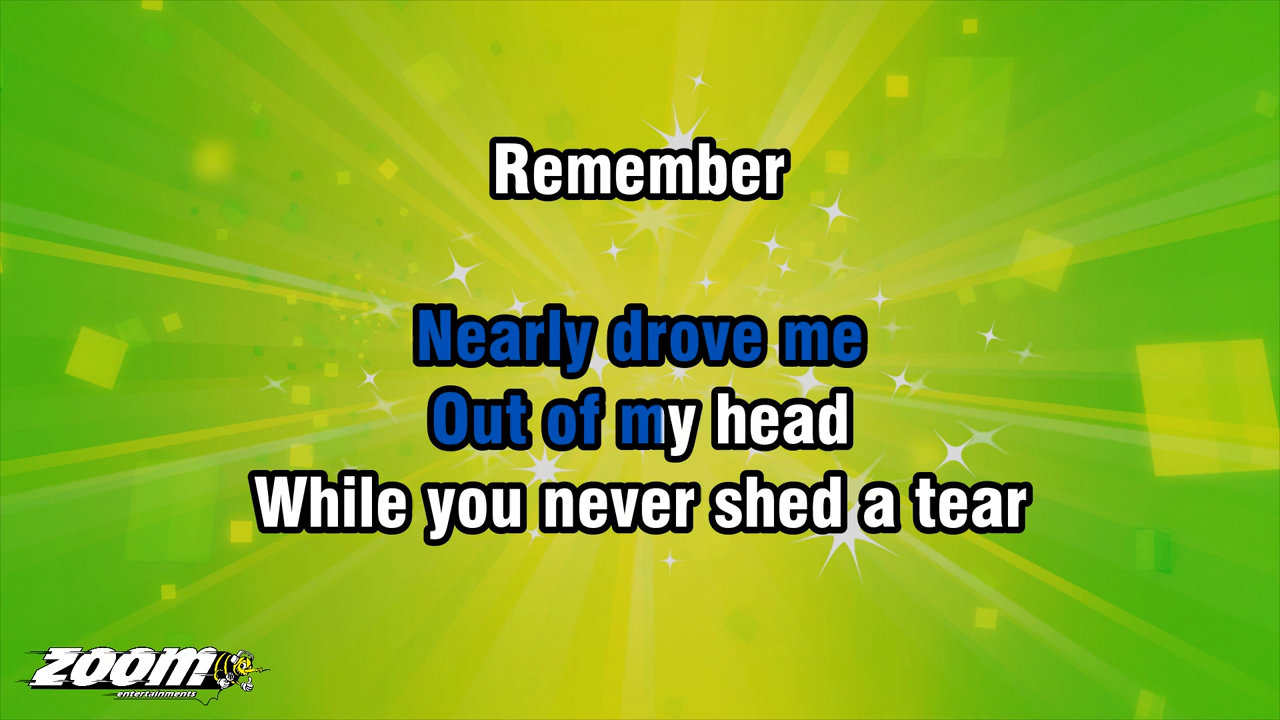 Remember
Nearly drove me
Out of my head
While you never shed a tear
zoom
entertainments